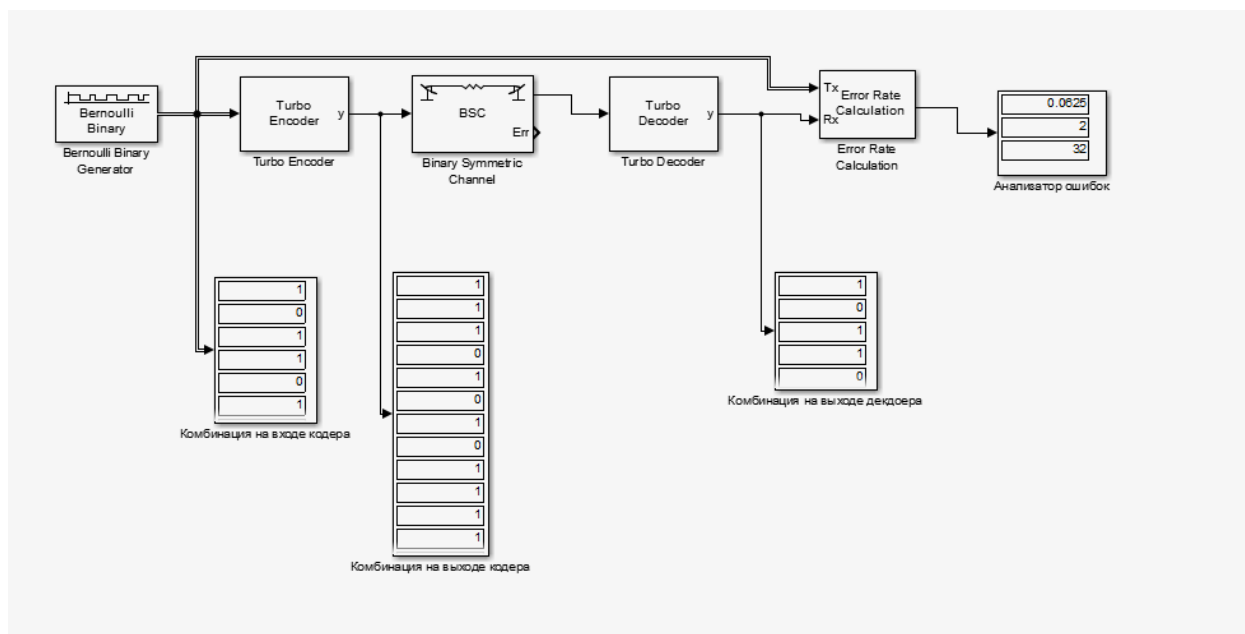 Bernoulli
Binary
Bernoulli Binary
Generator
Turbo
Encoder
y
Turbo Encoder
BSC
Err
Binary Symmetric
Channel
Turbo
Decoder
y
Turbo Decoder
Tx
Rx
Error Rate
Calculation
Error Rate
Calculation
0.0625
2
32
Анализатор ошибок
1
0
1
1
0
1
Комбинация на входе кодера
1
1
1
0
1
0
1
0
1
1
1
1
Комбинация на выходе кодера
1
0
1
1
0
Комбинация на выходе декдоера